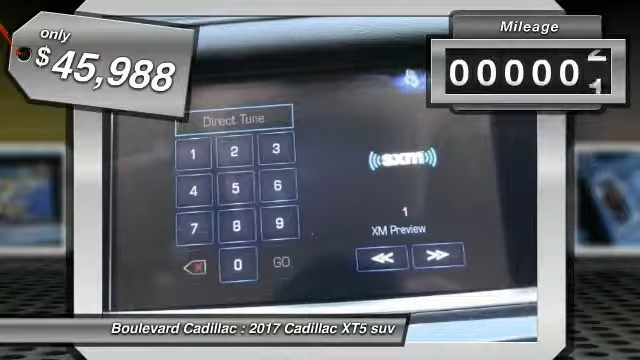 only
$45,988
Mileage
00000
Direct Tune
1 2 3
4 5 6
7 8 9
0 GO
((sxm))
1
XM Preview
<< >>
Boulevard Cadillac : 2017 Cadillac XT5 suv